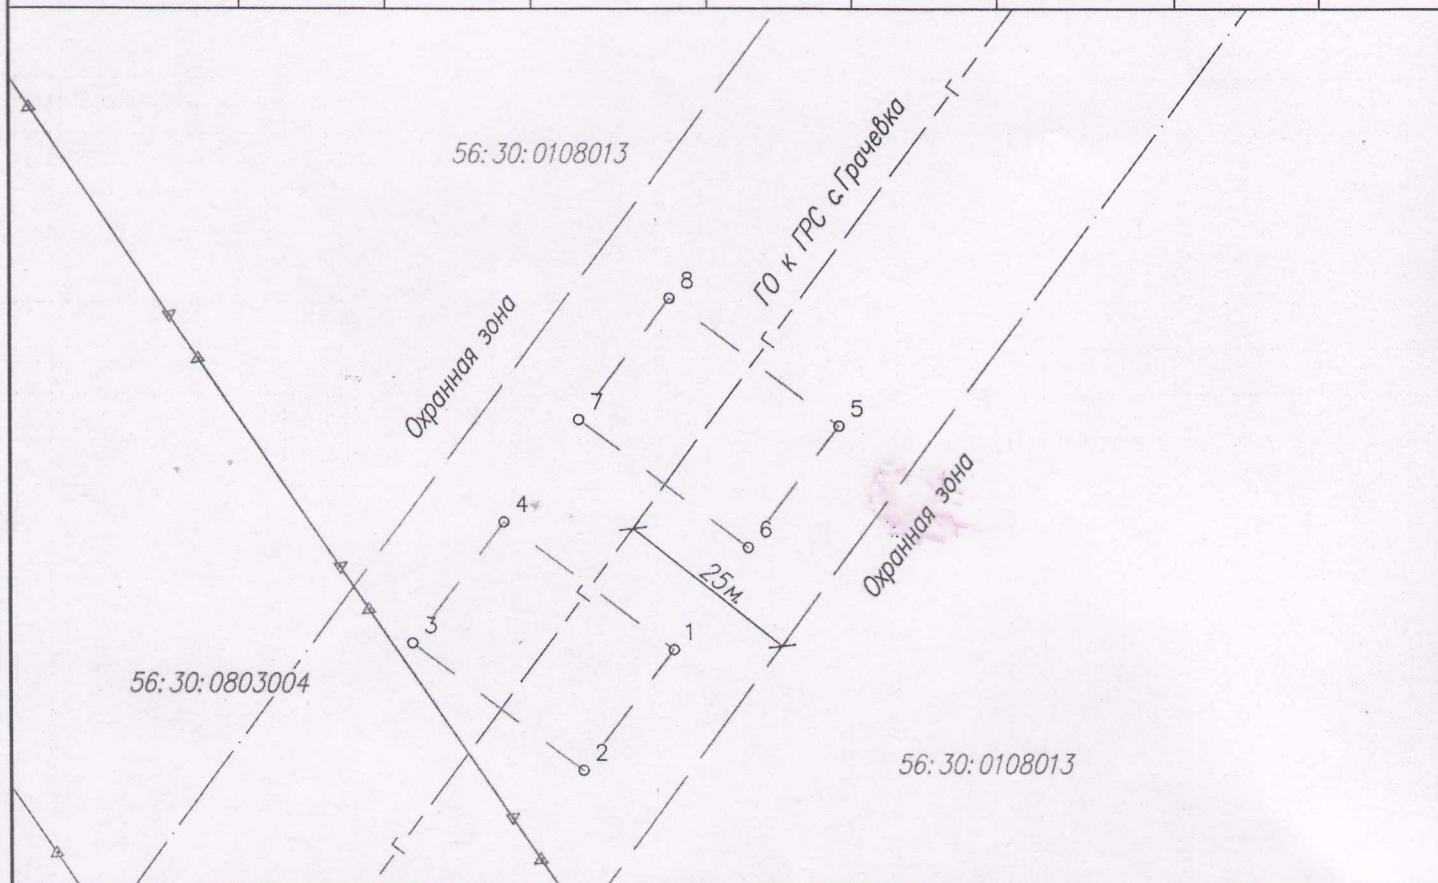 56:30:0108013
ГО к ГРС с.Грачевка
Г
8
Г
Охранная зона
7
5
4
6
Охранная зона
25м.
Г
3
1
56:30:0803004
2
56:30:0108013
Г